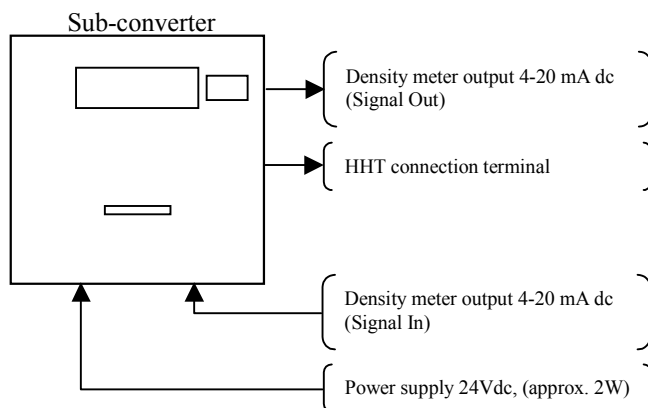 Sub-converter
Density meter output 4-20 mA dc
(Signal Out)
HHT connection terminal
Density meter output 4-20 mA dc
(Signal In)
Power supply 24Vdc, (approx. 2W)